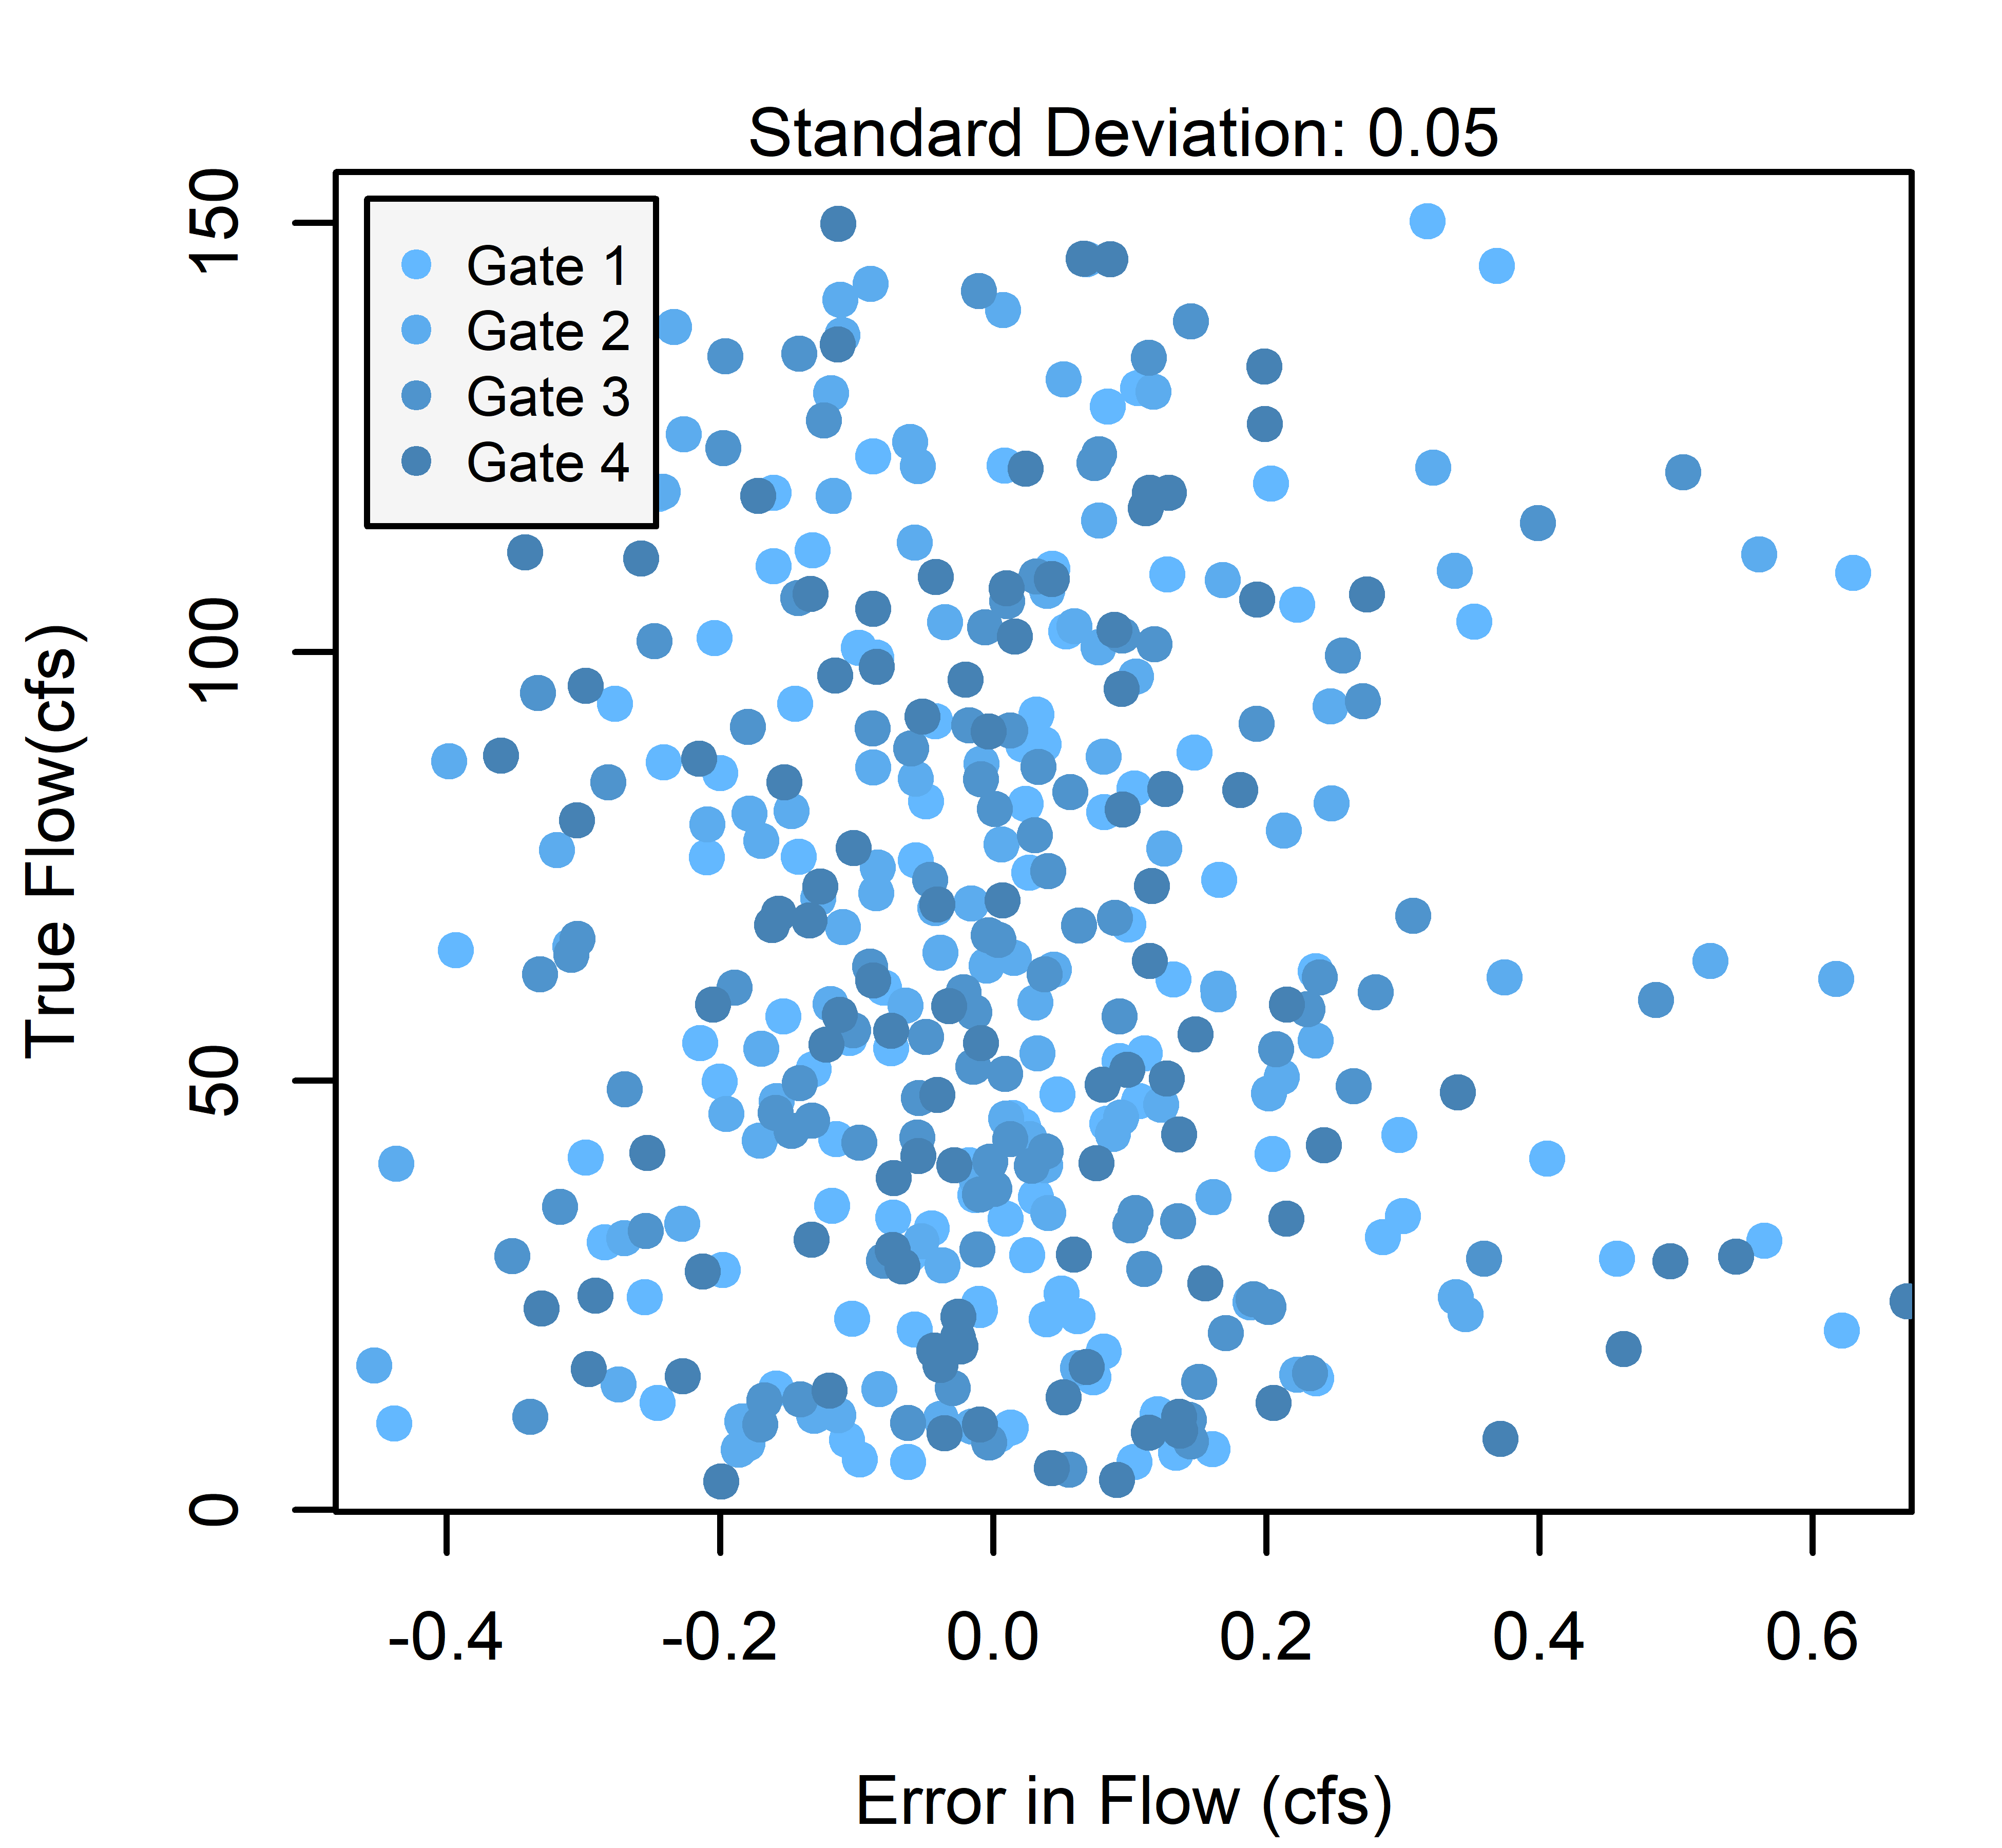 Standard Deviation: 0.05
Gate 1
Gate 2
Gate 3
Gate 4
True Flow(cfs)
150
100
50
0
-0.4 -0.2 0.0 0.2 0.4 0.6
Error in Flow (cfs)